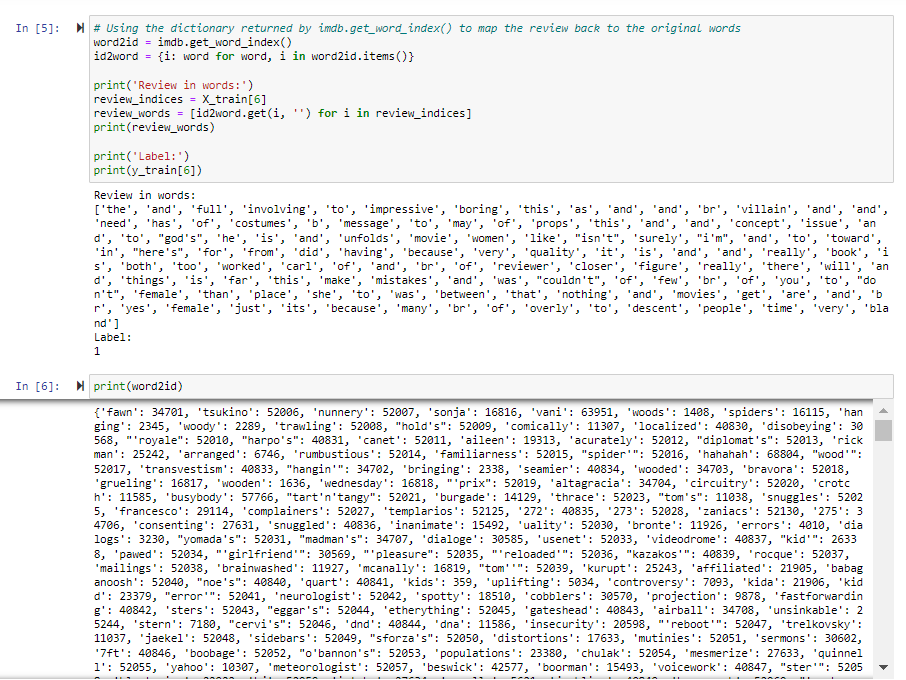 In [5]:
# Using the dictionary returned by imdb.get_word_index() to map the review back to the original words
word2id = imdb.get_word_index()
id2word = {i: word for word, i in word2id.items()}
print('Review in words:')
review_indices = X_train[6]
review_words = [id2word.get(i, '') for i in review_indices]
print(review_words)
print('Label:')
print(y_train[6])
Review in words:
['the', 'and', 'full', 'involving', 'to', 'impressive', 'boring', 'this', 'as', 'and', 'and', 'br', 'villain', 'and', 'and',
'need', 'has', 'of', 'costumes', 'b', 'message', 'to', 'may', 'of', 'props', 'this', 'and', 'and', 'concept', 'issue', 'an
d', 'to', "god's", 'he', 'is', 'and', 'unfolds', 'movie', 'women', 'like', "isn't", 'surely', "i'm", 'and', 'to', 'toward',
'in', "here's", 'for', 'from', 'did', 'having', 'because', 'very', 'quality', 'it', 'is', 'and', 'and', 'really', 'book', 'i
s', 'both', 'too', 'worked', 'carl', 'of', 'and', 'br', 'of', 'reviewer', 'closer', 'figure', 'really', 'there', 'will', 'an
d', 'things', 'is', 'far', 'this', 'make', 'mistakes', 'and', 'was', "couldn't", 'of', 'few', 'br', 'of', 'you', 'to', "do
n't", 'female', 'than', 'place', 'she', 'to', 'was', 'between', 'that', 'nothing', 'and', 'movies', 'get', 'are', 'and', 'b
r', 'yes', 'female', 'just', 'its', 'because', 'many', 'br', 'of', 'overly', 'to', 'descent', 'people', 'time', 'very', 'bla
nd']
Label:
1
In [6]:
print(word2id)
{'fawn': 34701, 'tsukino': 52006, 'nunnery': 52007, 'sonja': 16816, 'vani': 63951, 'woods': 1408, 'spiders': 16115, 'han
ging': 2345, 'woody': 2289, 'trawling': 52008, "hold's": 52009, 'comically': 11307, 'localized': 40830, 'disobeying': 30
568, "'royale": 52010, "harpo's": 40831, 'canet': 52011, 'aileen': 19313, 'acurately': 52012, "diplomat's": 52013, 'rick
man': 25242, 'arranged': 6746, 'rumbustious': 52014, 'familiarness': 52015, "spider'": 52016, 'hahahah': 68804, "wood'":
52017, 'transvestism': 40833, "hangin'": 34702, 'bringing': 2338, 'seamier': 40834, 'wooded': 34703, 'bravora': 52018,
'grueling': 16817, 'wooden': 1636, 'wednesday': 16818, "'prix": 52019, 'altagracia': 34704, 'circuitry': 52020, 'crotc
h': 11585, 'busybody': 57766, "tart'n'tangy": 52021, 'burgade': 14129, 'thrace': 52023, "tom's": 11038, 'snuggles': 5202
5, 'francesco': 29114, 'complainers': 52027, 'templarios': 52125, '272': 40835, '273': 52028, 'zaniacs': 52130, '275': 3
4706, 'consenting': 27631, 'snuggled': 40836, 'inanimate': 15492, 'uality': 52030, 'bronte': 11926, 'errors': 4010, 'dia
logs': 3230, "yomada's": 52031, "madman's": 34707, 'dialoge': 30585, 'usenet': 52033, 'videodrome': 40837, "kid'": 2633
8, 'pawed': 52034, "'girlfriend'": 30569, "'pleasure": 52035, "'reloaded'": 52036, "kazakos'": 40839, 'rocque': 52037,
'mailings': 52038, 'brainwashed': 11927, 'mcanally': 16819, "tom''": 52039, 'kurupt': 25243, 'affiliated': 21905, 'babag
anoosh': 52040, "noe's": 40840, 'quart': 40841, 'kids': 359, 'uplifting': 5034, 'controversy': 7093, 'kida': 21906, 'kid
d': 23379, "error'": 52041, 'neurologist': 52042, 'spotty': 18510, 'cobblers': 30570, 'projection': 9878, 'fastforwardin
g': 40842, 'sters': 52043, "eggar's": 52044, 'etherything': 52045, 'gateshead': 40843, 'airball': 34708, 'unsinkable': 2
5244, 'stern': 7180, "cervi's": 52046, 'dnd': 40844, 'dna': 11586, 'insecurity': 20598, "'reboot'": 52047, 'trelkovsky':
11037, 'jaekel': 52048, 'sidebars': 52049, "sforza's": 52050, 'distortions': 17633, 'mutinies': 52051, 'sermons': 30602,
'7ft': 40846, 'boobage': 52052, "o'bannon's": 52053, 'populations': 23380, 'chulak': 52054, 'mesmerize': 27633, 'quinnel
l': 52055, 'yahoo': 10307, 'meteorologist': 52057, 'beswick': 42577, 'boorman': 15493, 'voicework': 40847, "ster'": 5205